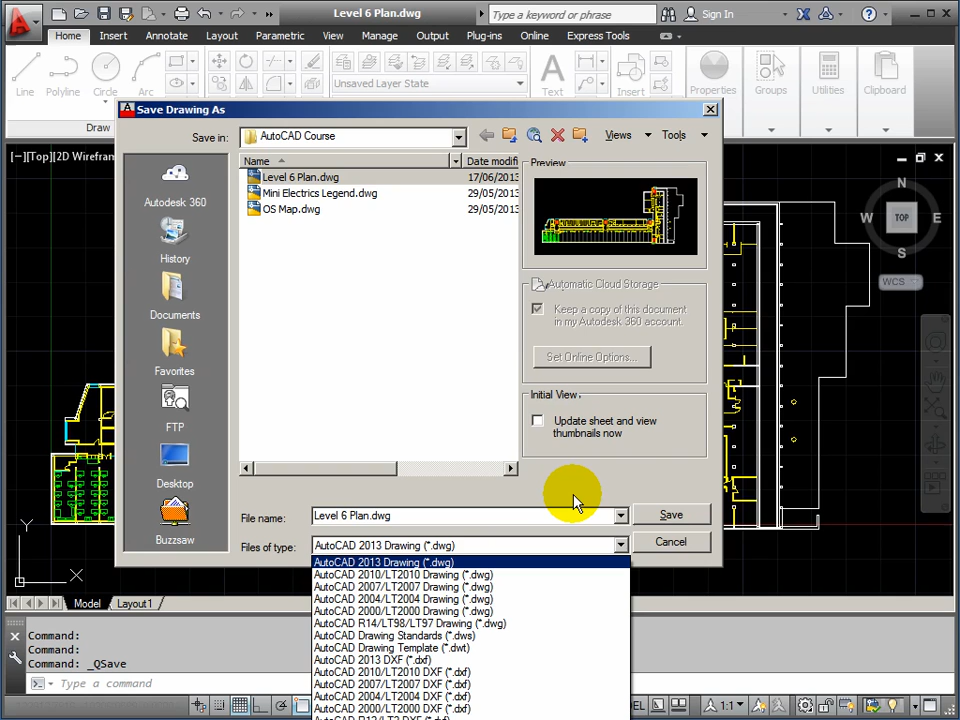 Level 6 Plan.dwg
Type a keyword or phrase
Sign In
Home
Insert
Annotate
Layout
Parametric
View
Manage
Output
Plug-ins
Online
Express Tools
Line
Polyline
Circle
Arc
Unsaved Layer State
Text
Insert
Properties
Groups
Utilities
Clipboard
Draw
[−][Top][2D Wirefram
Save Drawing As
Save in:
AutoCAD Course
Views
Tools
Name
Date modifi
Preview
Level 6 Plan.dwg
17/06/2013
Mini Electrics Legend.dwg
29/05/2013
OS Map.dwg
29/05/2013
Autodesk 360
History
Documents
Favorites
FTP
Desktop
Buzzsaw
Automatic Cloud Storage
Keep a copy of this document
in my Autodesk 360 account.
Set Online Options...
Initial View
Update sheet and view
thumbnails now
File name:
Level 6 Plan.dwg
Save
Files of type:
AutoCAD 2013 Drawing (*.dwg)
Cancel
AutoCAD 2013 Drawing (*.dwg)
AutoCAD 2010/LT2010 Drawing (*.dwg)
AutoCAD 2007/LT2007 Drawing (*.dwg)
AutoCAD 2004/LT2004 Drawing (*.dwg)
AutoCAD 2000/LT2000 Drawing (*.dwg)
AutoCAD R14/LT98/LT97 Drawing (*.dwg)
AutoCAD Drawing Standards (*.dws)
AutoCAD Drawing Template (*.dwt)
AutoCAD 2013 DXF (*.dxf)
AutoCAD 2010/LT2010 DXF (*.dxf)
AutoCAD 2007/LT2007 DXF (*.dxf)
AutoCAD 2004/LT2004 DXF (*.dxf)
AutoCAD 2000/LT2000 DXF (*.dxf)
AutoCAD R12/LT2 DXF (*.dxf)
N
W
TOP
E
S
WCS
Y
X
Model
Layout1
Command:
Command:
Command: _QSave
Type a command
DEL
1:1